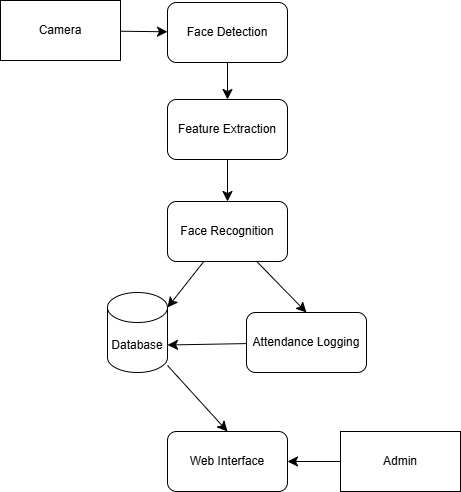 Camera
Face Detection
Feature Extraction
Face Recognition
Database
Attendance Logging
Web Interface
Admin